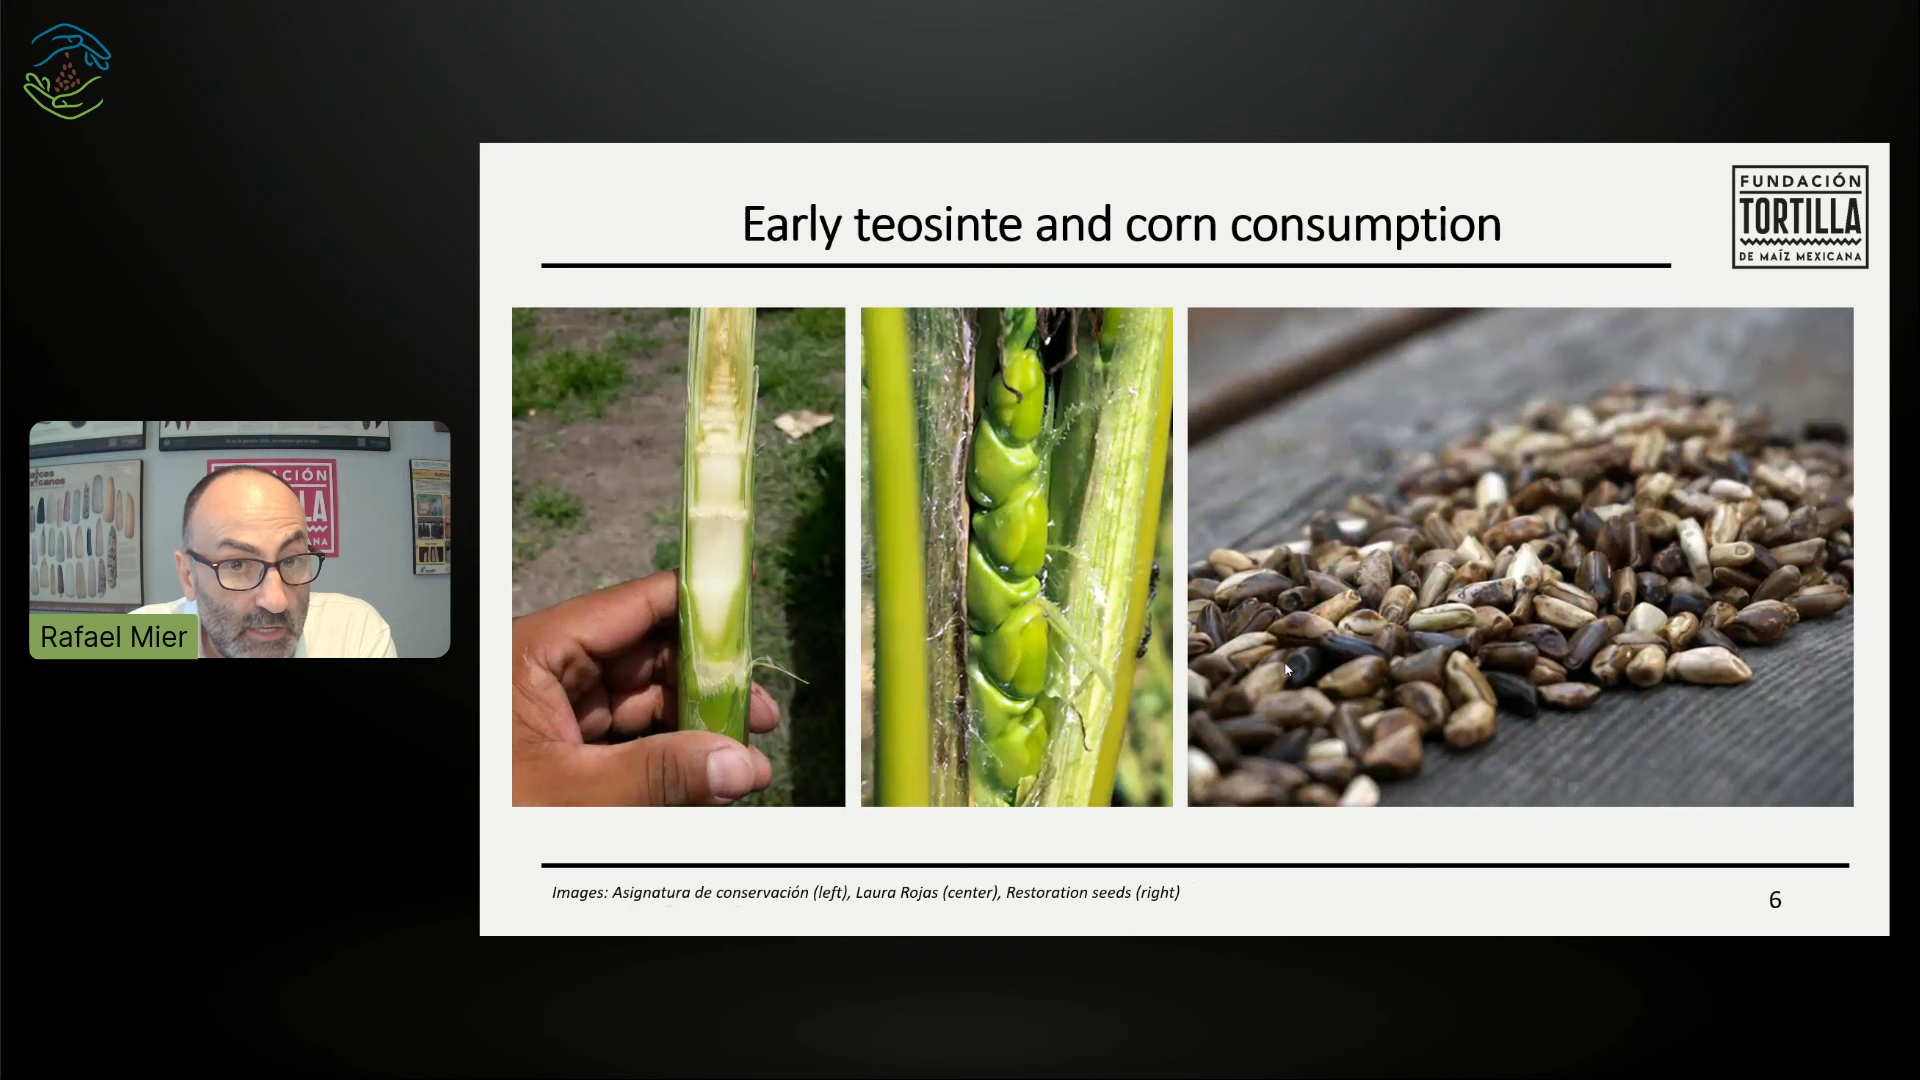 Early teosinte and corn consumption
FUNDACIÓN
TORTILLA
DE MAÍZ MEXICANA
Rafael Mier
Images: Asignatura de conservación (left), Laura Rojas (center), Restoration seeds (right)
6